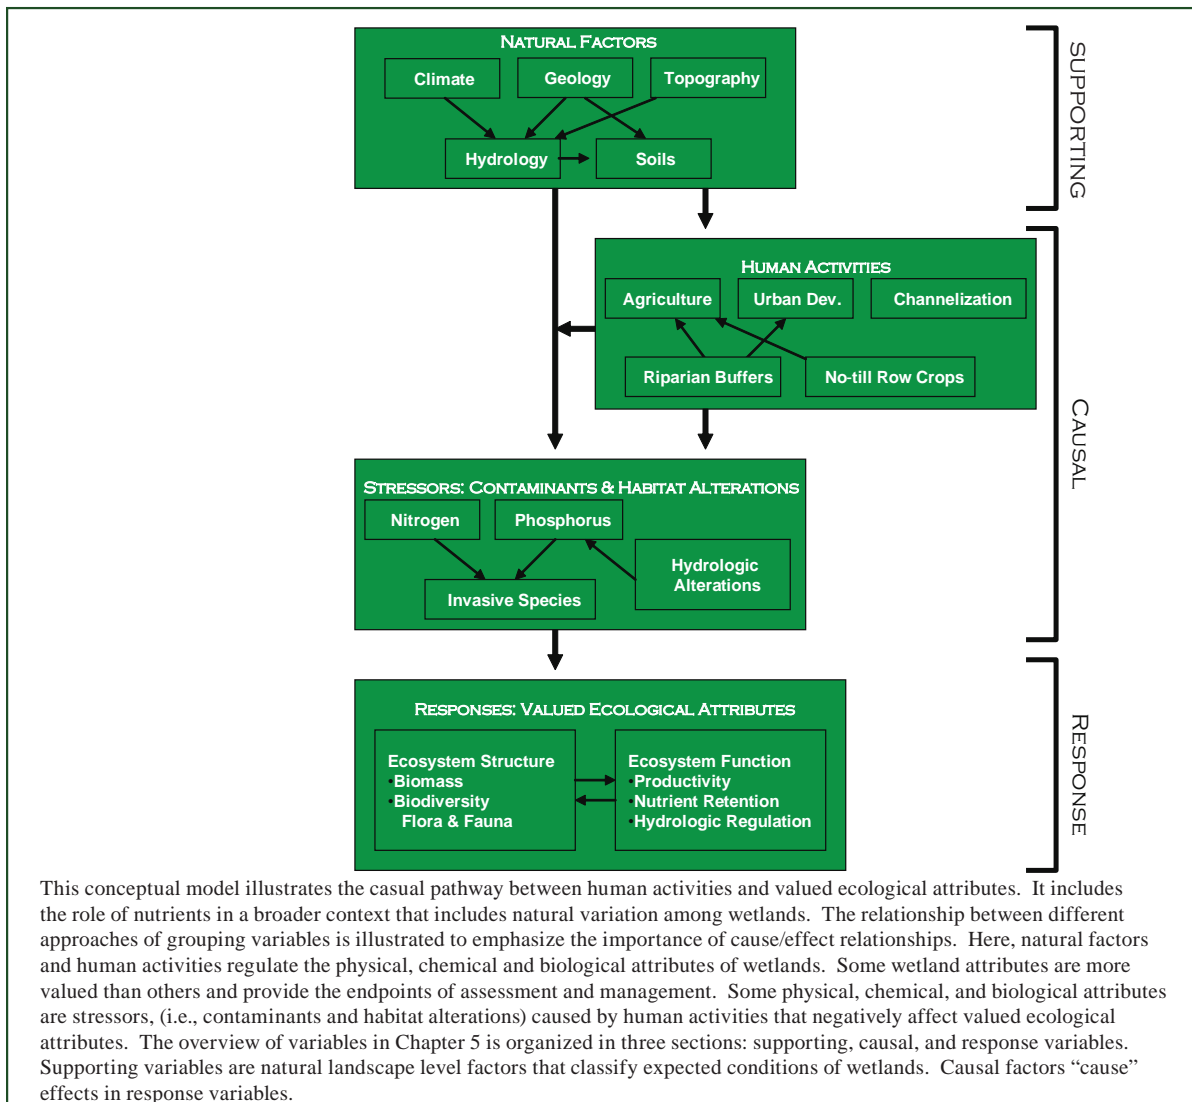 NATURAL FACTORS
Climate
Geology
Topography
Hydrology
Soils
SUPPORTING
HUMAN ACTIVITIES
Agriculture
Urban Dev.
Channelization
Riparian Buffers
No-till Row Crops
CAUSAL
STRESSORS: CONTAMINANTS & HABITAT ALTERATIONS
Nitrogen
Phosphorus
Hydrologic
Alterations
Invasive Species
RESPONSES: VALUED ECOLOGICAL ATTRIBUTES
Ecosystem Structure
•Biomass
•Biodiversity
Flora & Fauna
Ecosystem Function
•Productivity
•Nutrient Retention
•Hydrologic Regulation
RESPONSE
This conceptual model illustrates the casual pathway between human activities and valued ecological attributes. It includes
the role of nutrients in a broader context that includes natural variation among wetlands. The relationship between different
approaches of grouping variables is illustrated to emphasize the importance of cause/effect relationships. Here, natural factors
and human activities regulate the physical, chemical and biological attributes of wetlands. Some wetland attributes are more
valued than others and provide the endpoints of assessment and management. Some physical, chemical, and biological attributes
are stressors, (i.e., contaminants and habitat alterations) caused by human activities that negatively affect valued ecological
attributes. The overview of variables in Chapter 5 is organized in three sections: supporting, causal, and response variables.
Supporting variables are natural landscape level factors that classify expected conditions of wetlands. Causal factors “cause”
effects in response variables.